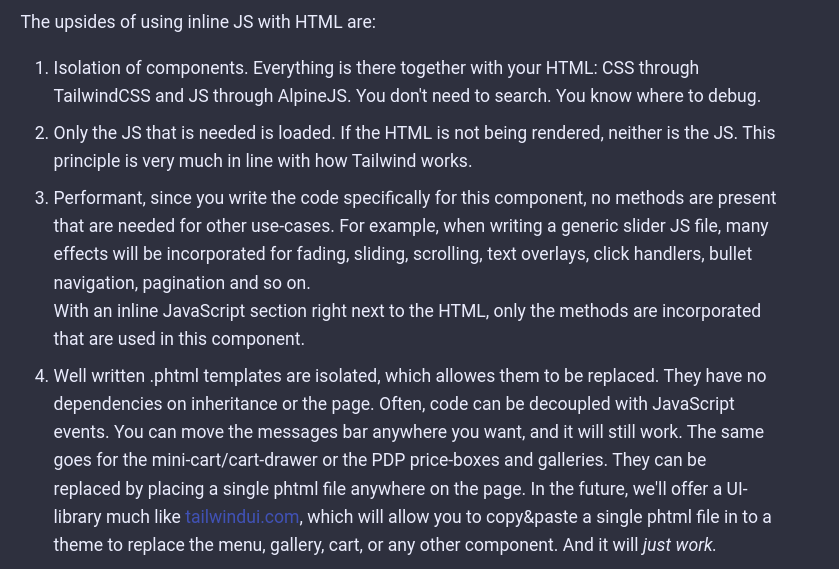 The upsides of using inline JS with HTML are:
1. Isolation of components. Everything is there together with your HTML: CSS through
TailwindCSS and JS through AlpineJS. You don't need to search. You know where to debug.
2. Only the JS that is needed is loaded. If the HTML is not being rendered, neither is the JS. This
principle is very much in line with how Tailwind works.
3. Performant, since you write the code specifically for this component, no methods are present
that are needed for other use-cases. For example, when writing a generic slider JS file, many
effects will be incorporated for fading, sliding, scrolling, text overlays, click handlers, bullet
navigation, pagination and so on.
With an inline JavaScript section right next to the HTML, only the methods are incorporated
that are used in this component.
4. Well written .phtml templates are isolated, which allowes them to be replaced. They have no
dependencies on inheritance or the page. Often, code can be decoupled with JavaScript
events. You can move the messages bar anywhere you want, and it will still work. The same
goes for the mini-cart/cart-drawer or the PDP price-boxes and galleries. They can be
replaced by placing a single phtml file anywhere on the page. In the future, we'll offer a UI-
library much like tailwindui.com, which will allow you to copy&paste a single phtml file in to a
theme to replace the menu, gallery, cart, or any other component. And it will just work.